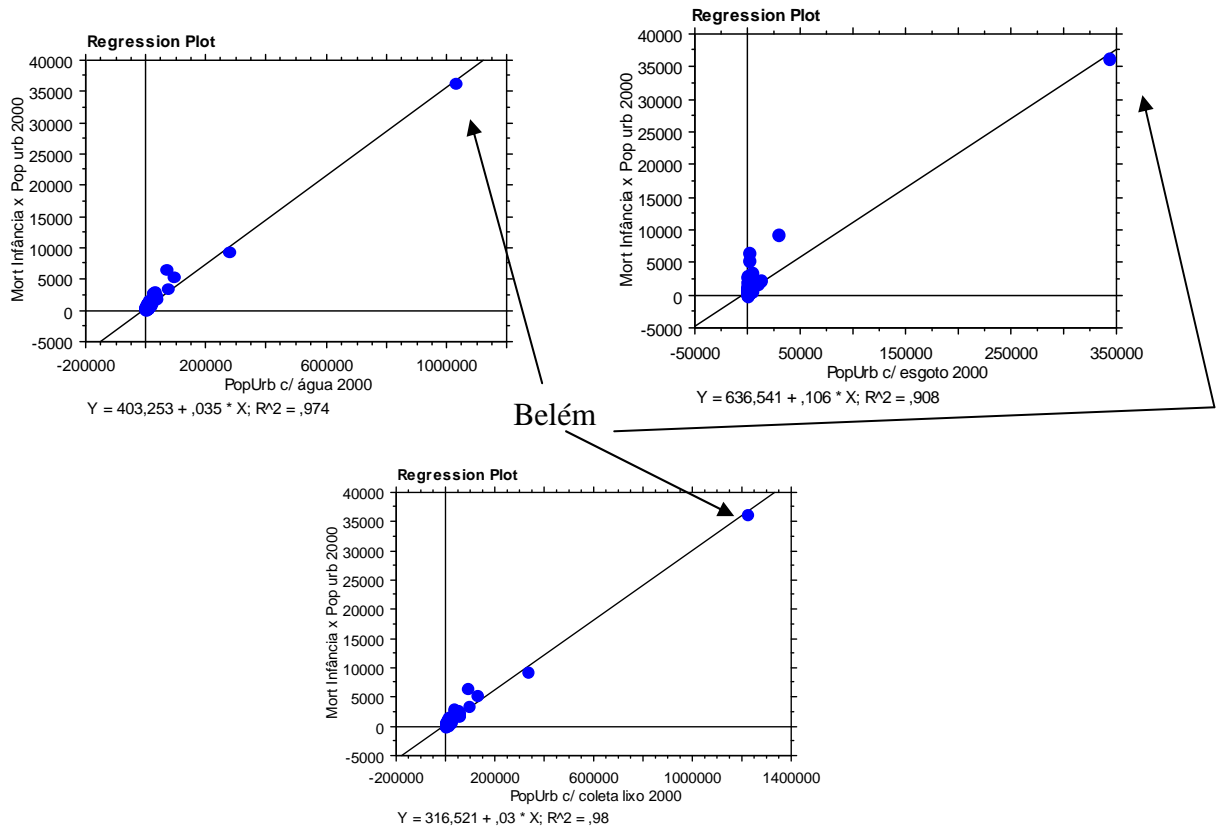 Regression Plot
40000
35000
30000
25000
20000
15000
10000
5000
0
-5000
Mort Infância x Pop urb 2000
-200000 200000 600000 1000000
PopUrb c/ água 2000
Y = 403,253 + ,035 * X; R^2 = ,974
Regression Plot
40000
35000
30000
25000
20000
15000
10000
5000
0
-5000
Mort Infância x Pop urb 2000
-50000 50000 150000 250000 350000
PopUrb c/ esgoto 2000
Y = 636,541 + ,106 * X; R^2 = ,908
Belém
Regression Plot
40000
35000
30000
25000
20000
15000
10000
5000
0
-5000
Mort Infância x Pop urb 2000
-200000 200000 600000 1000000 1400000
PopUrb c/ coleta lixo 2000
Y = 316,521 + ,03 * X; R^2 = ,98